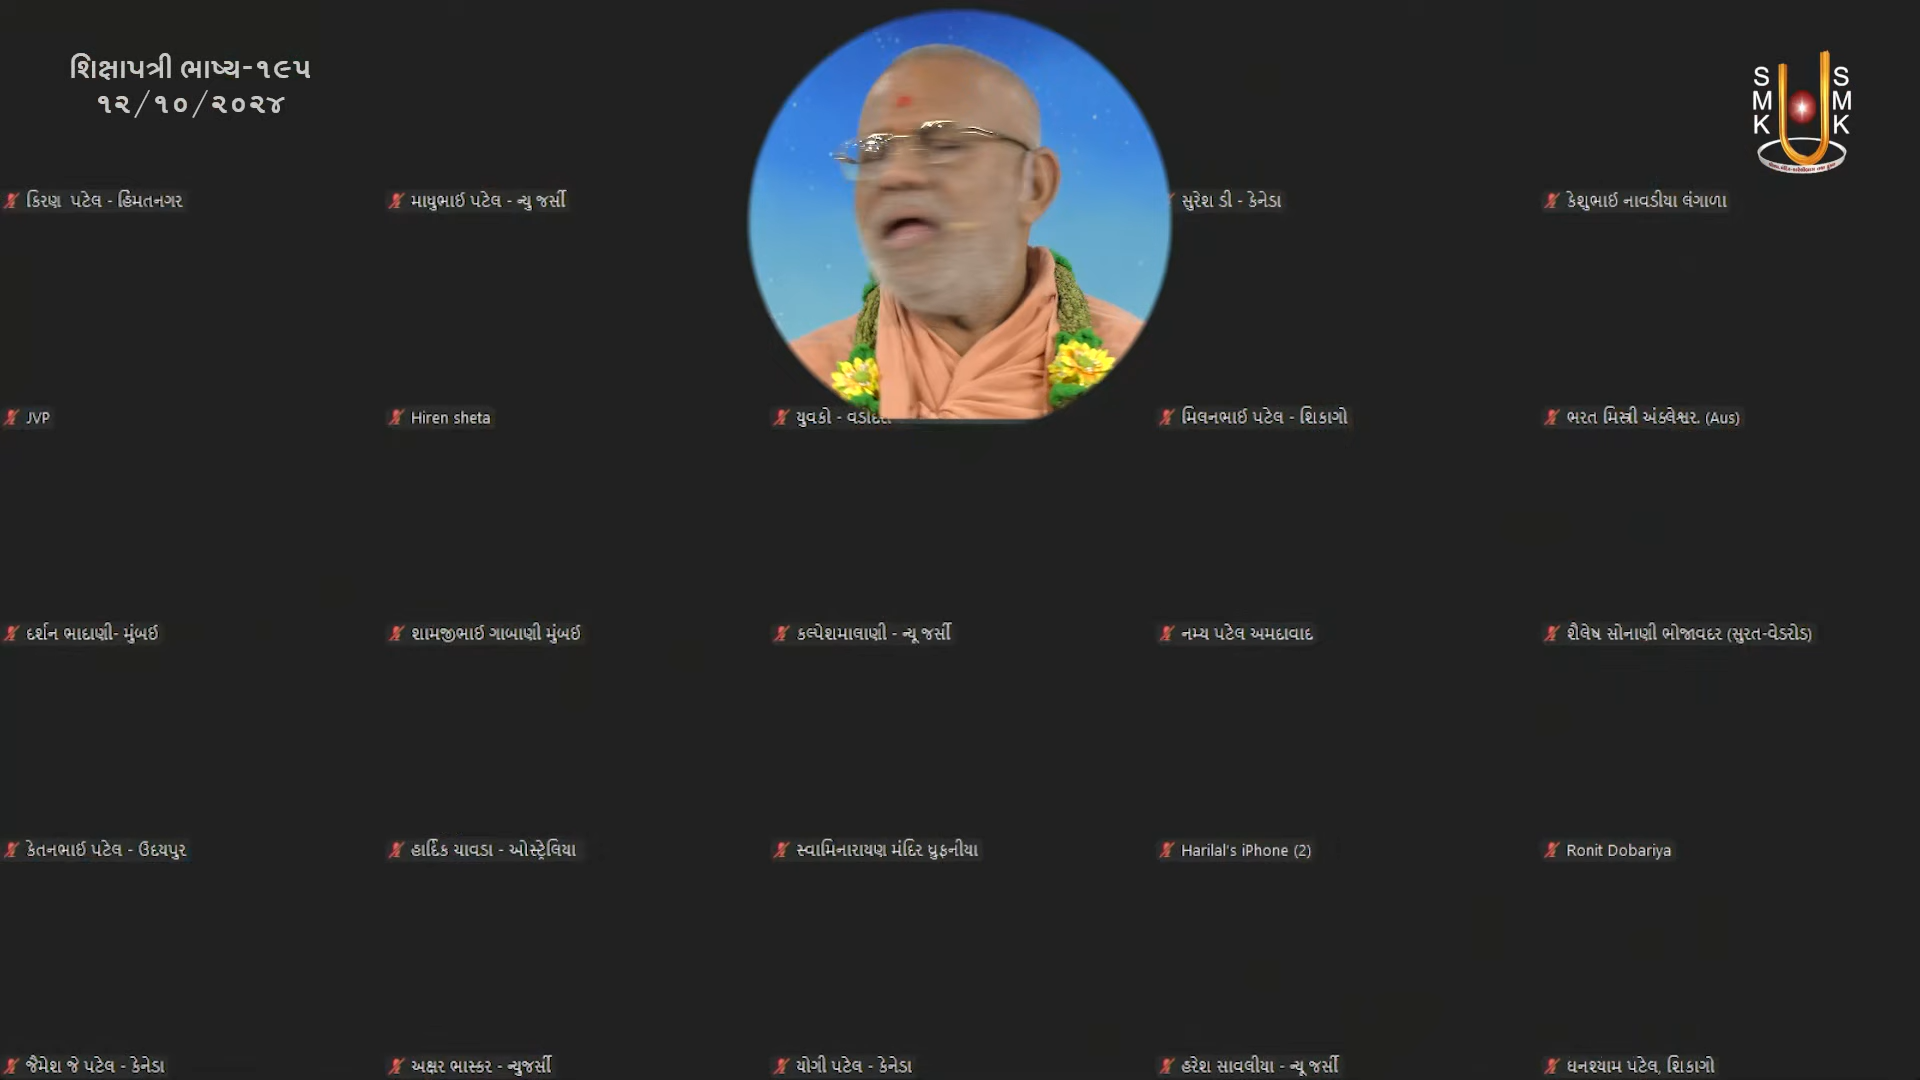 શિક્ષાપત્રી ભાષ્ય-૧૯૫
૧૨/૧૦/૨૦૨૪
S S
M M
K K
કિરણ પટેલ - હિંમતનગર
માધુભાઈ પટેલ - ન્યુ જર્સી
સુરેશ ડી - કેનેડા
કેશુભાઈ નાવડીયા લંગાળા
JVP
Hiren sheta
યુવકો -
મિલનભાઈ પટેલ - શિકાગો
ભરત મિસ્ત્રી અંકલેશ્વર. (Aus)
દર્શન ભાદાણી- મુંબઈ
શામજીભાઈ ગાબાણી મુંબઈ
કલ્પેશમાલાણી - ન્યૂ જર્સી
નમ્ય પટેલ અમદાવાદ
શૈલેષ સોનાણી ભોજાવદર (સુરત-વેડરોડ)
કેતનભાઈ પટેલ - ઉદયપુર
હાર્દિક ચાવડા - ઓસ્ટ્રેલિયા
સ્વામિનારાયણ મંદિર ધ્રુફનીયા
Harilal's iPhone (2)
Ronit Dobariya
જૈમેશ જે પટેલ - કેનેડા
અક્ષર ભાસ્કર - ન્યુજર્સી
યોગી પટેલ - કેનેડા
હરેશ સાવલીયા - ન્યૂ જર્સી
ઘનશ્યામ પટેલ, શિકાગો